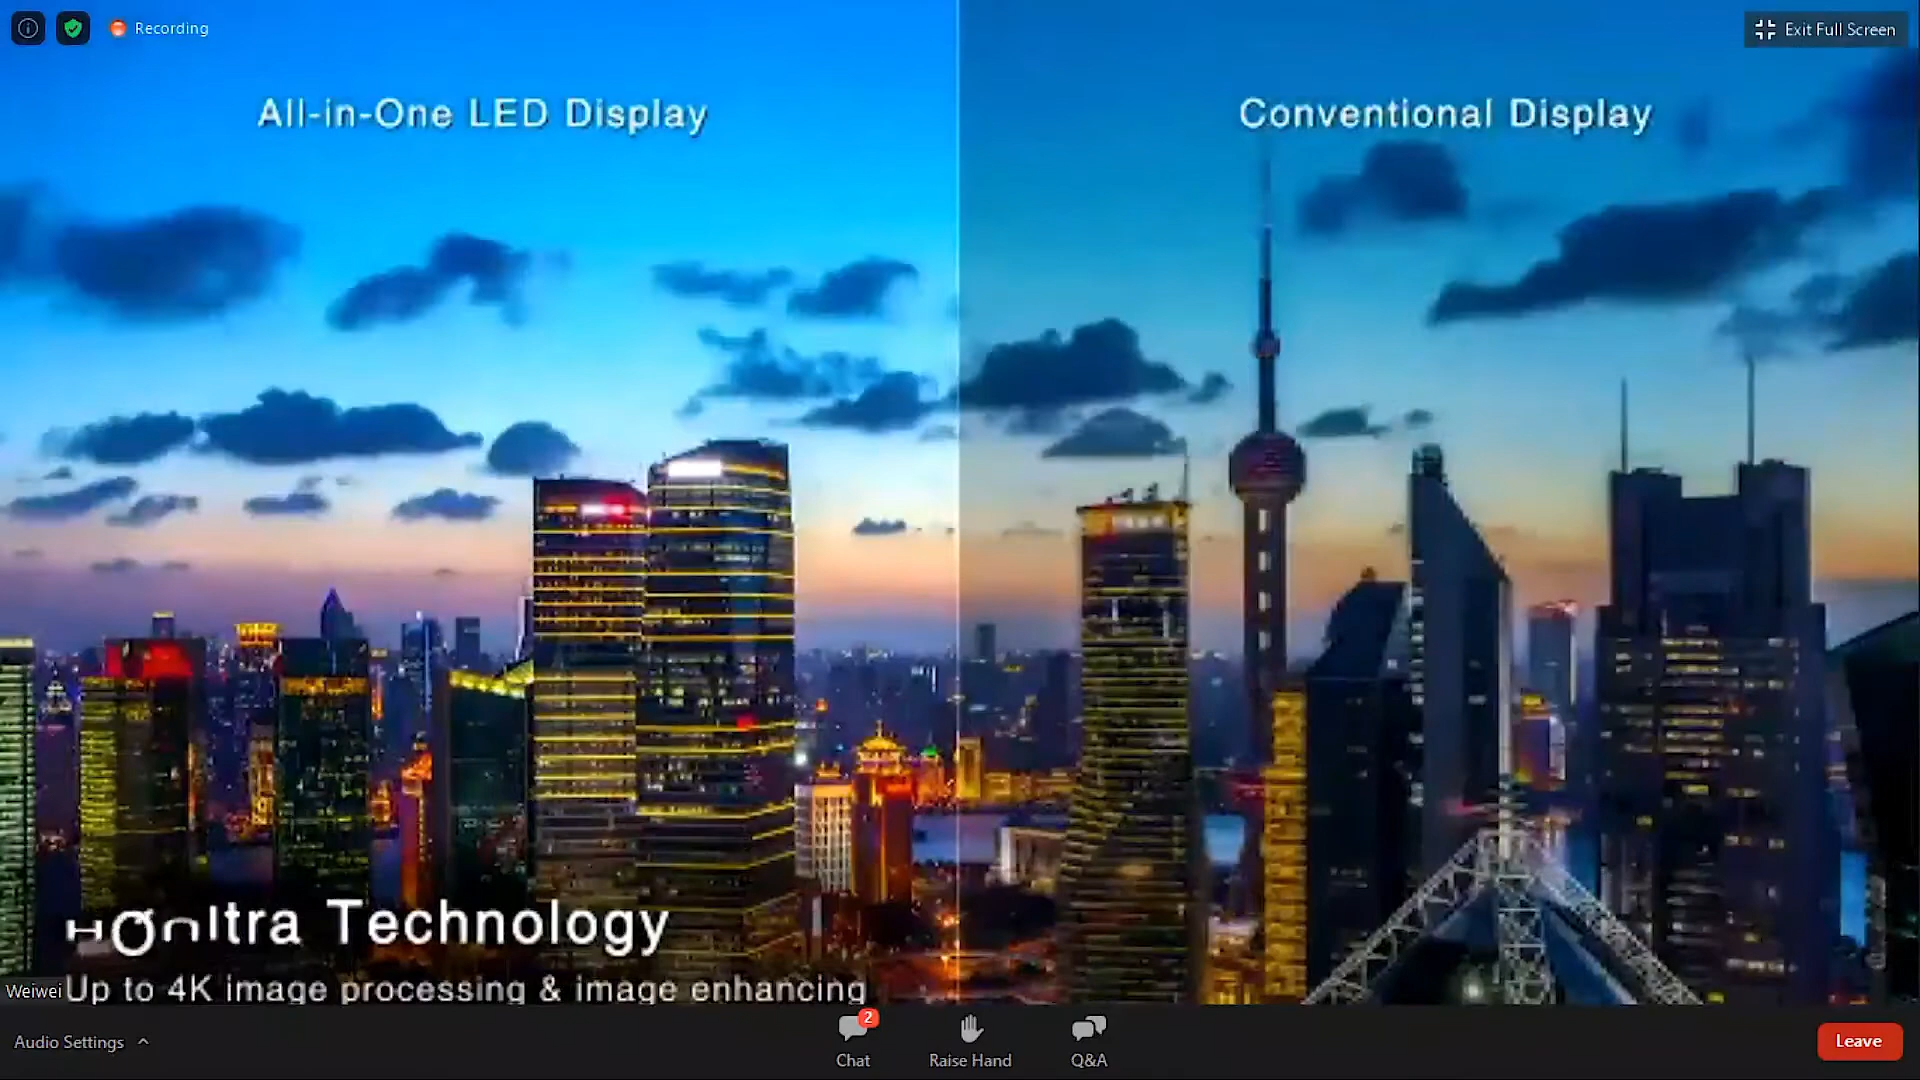 Recording
Exit Full Screen
All-in-One LED Display
Conventional Display
Technology
Weiwei
Up to 4K image processing & image enhancing
Audio Settings
2
Chat
Raise Hand
Q&A
Leave